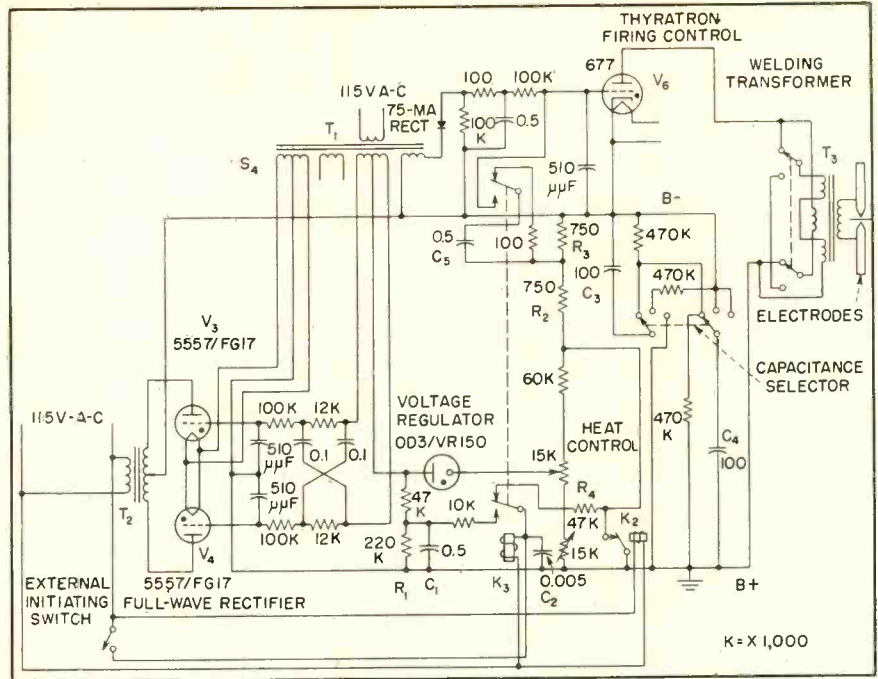 THYRATRON
FIRING CONTROL
677
V6
WELDING
TRANSFORMER
115V A-C
75-MA
RECT
T1
S4
100
100K
100
K
0.5
510
μμF
T3
B-
0.5
C5
100
750
R3
750
R2
100
C3
470K
470K
ELECTRODES
CAPACITANCE
SELECTOR
V3
5557/FG17
115V-A-C
T2
100K
12K
510
μμF
0.1
0.1
510
μμF
100K
12K
V4
5557/FG17
FULL-WAVE RECTIFIER
VOLTAGE
REGULATOR
OD3/VR150
60K
15K
HEAT
CONTROL
470
K
C4
100
47
K
10K
R4
47K
K2
220
K
0.5
15K
R1
C1
K3
0.005
C2
B+
EXTERNAL
INITIATING
SWITCH
K=X 1,000